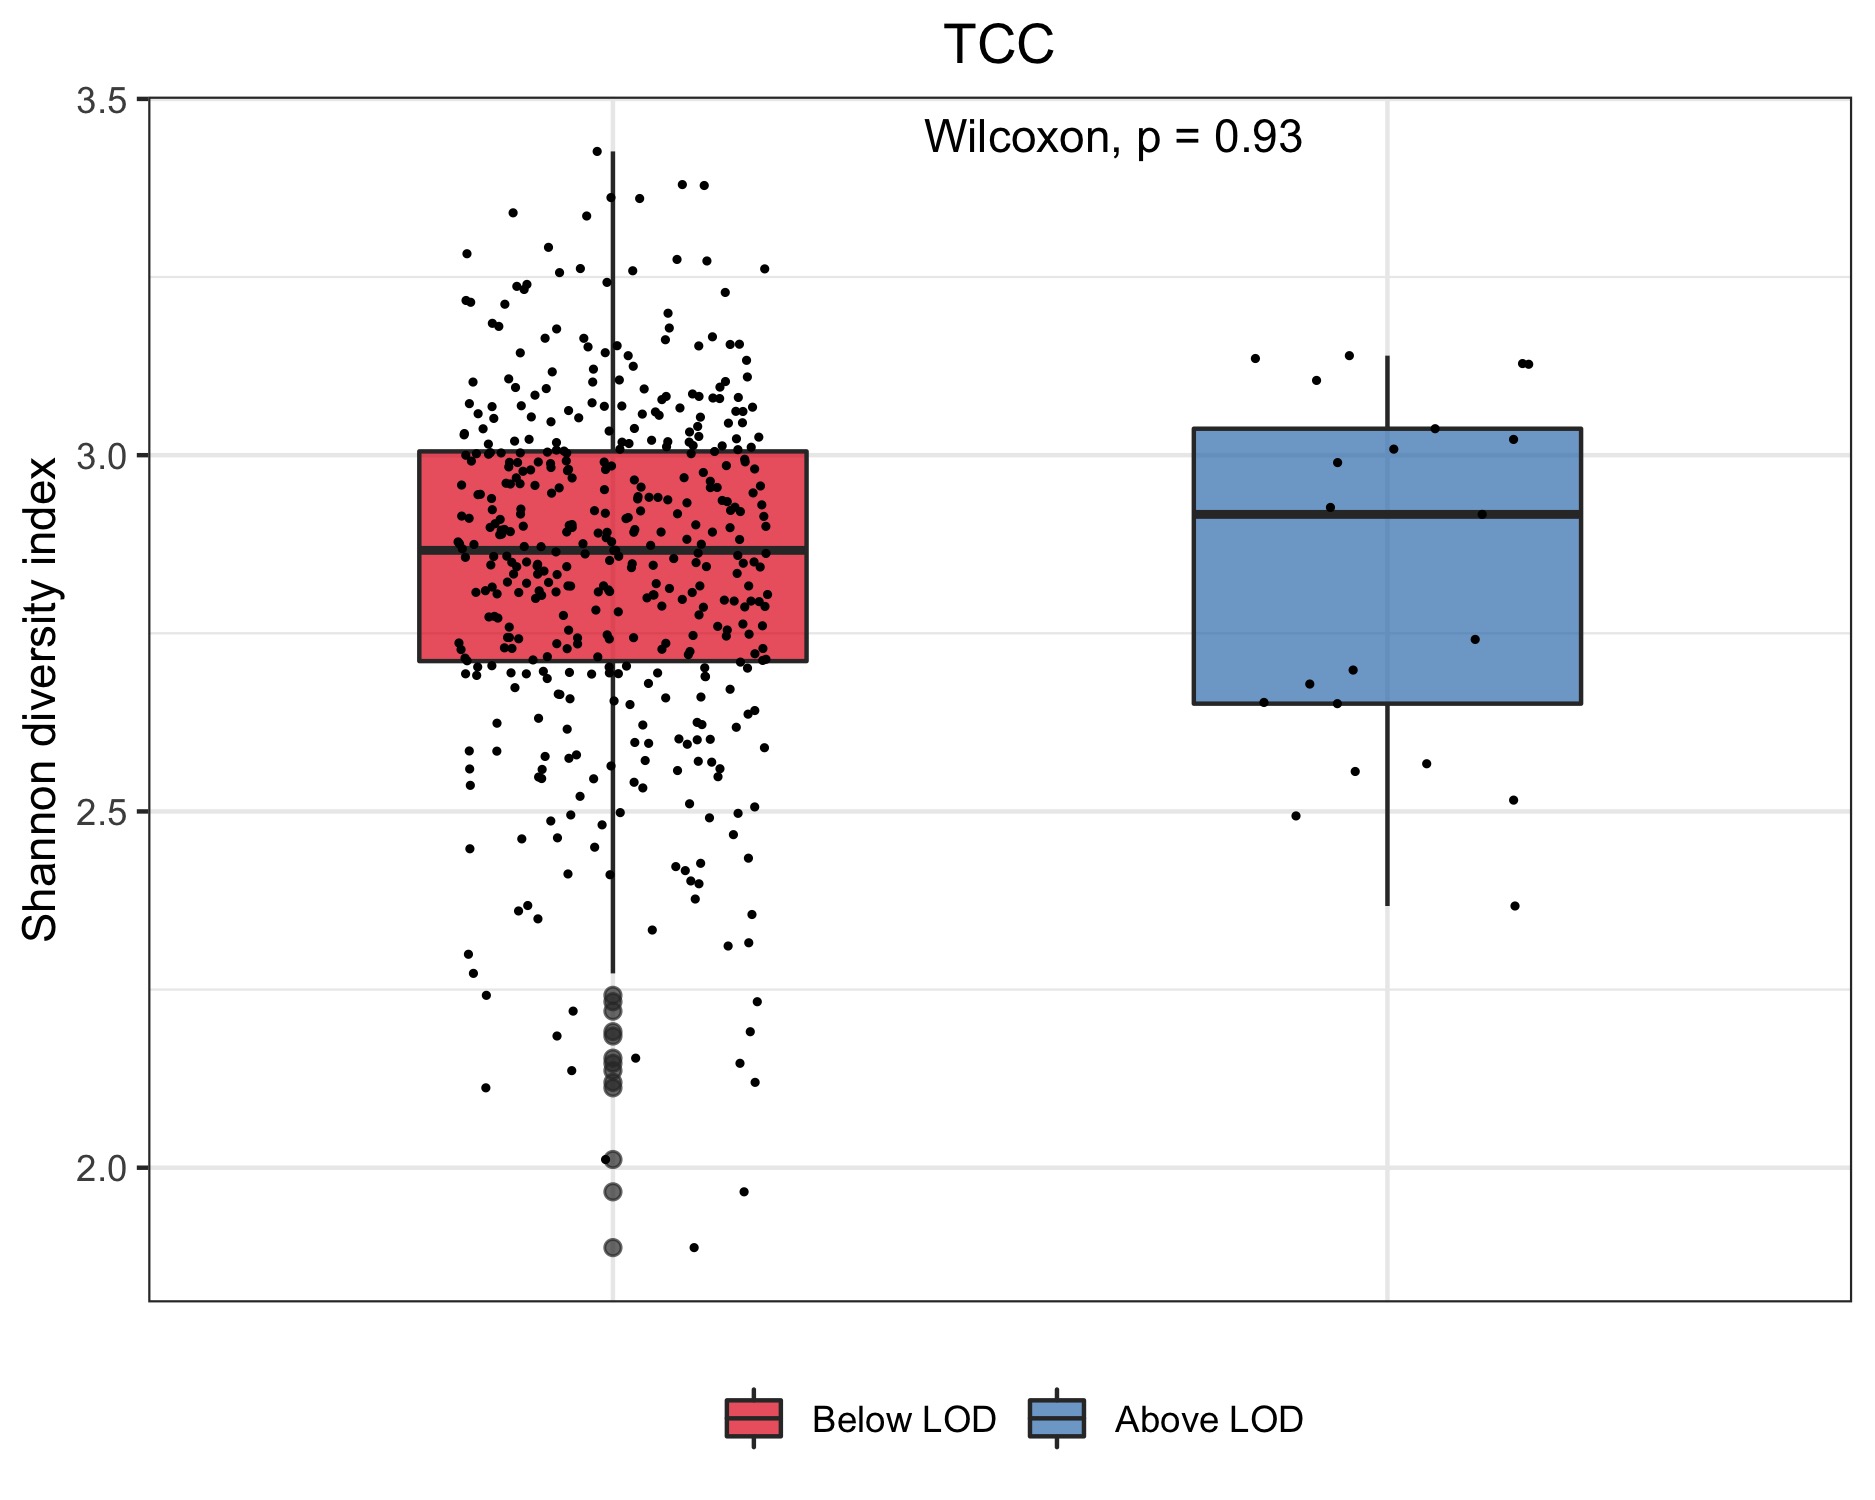 TCC
Wilcoxon, p = 0.93
Shannon diversity index
3.5
3.0
2.5
2.0
Below LOD
Above LOD